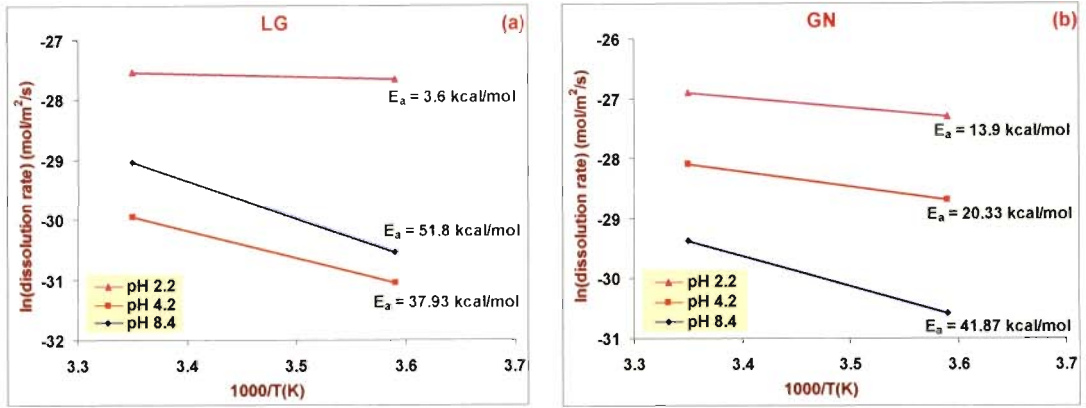 LG
(a)
-27
-28
-29
-30
-31
-32
ln(dissolution rate) (mol/m²/s)
Eₐ = 3.6 kcal/mol
Eₐ = 51.8 kcal/mol
Eₐ = 37.93 kcal/mol
pH 2.2
pH 4.2
pH 8.4
3.3 3.4 3.5 3.6 3.7
1000/T(K)
GN
(b)
-26
-27
-28
-29
-30
-31
ln(dissolution rate) (mol/m²/s)
Eₐ = 13.9 kcal/mol
Eₐ = 20.33 kcal/mol
Eₐ = 41.87 kcal/mol
pH 2.2
pH 4.2
pH 8.4
3.3 3.4 3.5 3.6 3.7
1000/T(K)